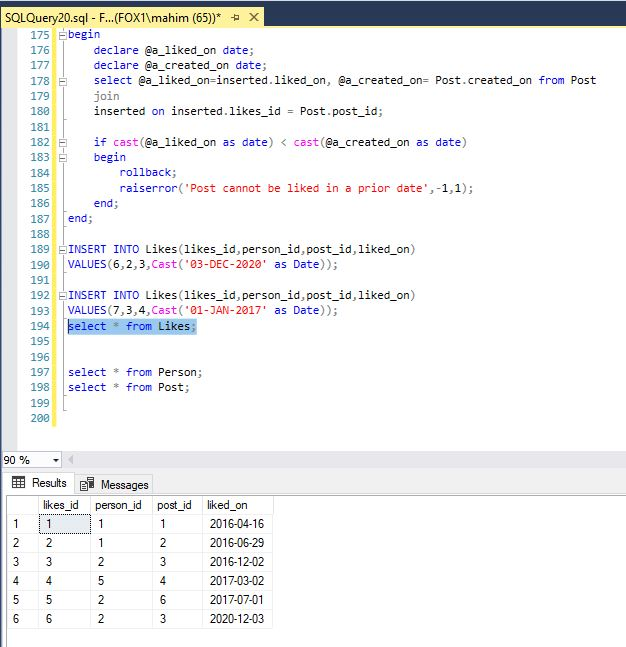 SQLQuery20.sql - F...(FOX1\mahim (65))*
175 begin
176 declare @a_liked_on date;
177 declare @a_created_on date;
178 select @a_liked_on=inserted.liked_on, @a_created_on= Post.created_on from Post
179 join
180 inserted on inserted.likes_id = Post.post_id;
181
182 if cast(@a_liked_on as date) < cast(@a_created_on as date)
183 begin
184 rollback;
185 raiserror('Post cannot be liked in a prior date',-1,1);
186 end;
187 end;
188
189 INSERT INTO Likes(likes_id,person_id,post_id,liked_on)
190 VALUES(6,2,3,Cast('03-DEC-2020' as Date));
191
192 INSERT INTO Likes(likes_id,person_id,post_id,liked_on)
193 VALUES(7,3,4,Cast('01-JAN-2017' as Date));
194 select * from Likes;
195
196
197 select * from Person;
198 select * from Post;
199
200
90 %
Results Messages
likes_id person_id post_id liked_on
1 1 1 1 2016-04-16
2 2 1 2 2016-06-29
3 3 2 3 2016-12-02
4 4 5 4 2017-03-02
5 5 2 6 2017-07-01
6 6 2 3 2020-12-03